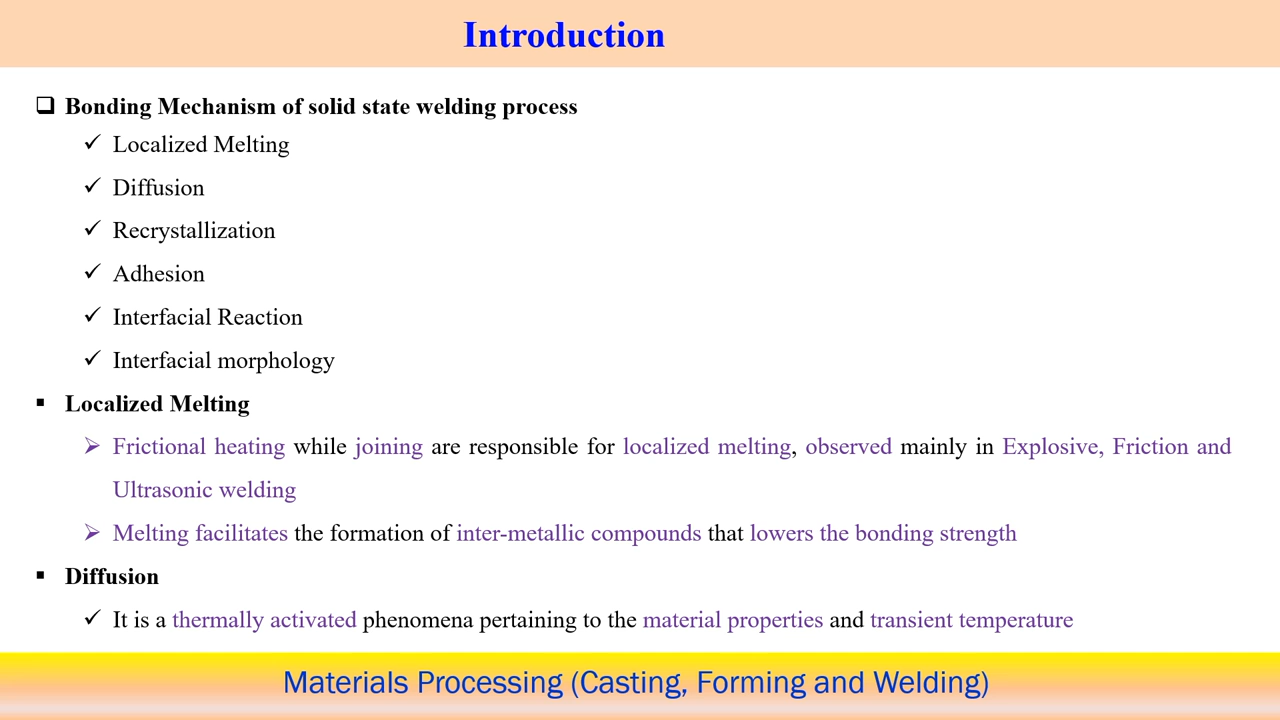 Introduction
❑ Bonding Mechanism of solid state welding process
✓ Localized Melting
✓ Diffusion
✓ Recrystallization
✓ Adhesion
✓ Interfacial Reaction
✓ Interfacial morphology
▪ Localized Melting
➢ Frictional heating while joining are responsible for localized melting, observed mainly in Explosive, Friction and
Ultrasonic welding
➢ Melting facilitates the formation of inter-metallic compounds that lowers the bonding strength
▪ Diffusion
✓ It is a thermally activated phenomena pertaining to the material properties and transient temperature
Materials Processing (Casting, Forming and Welding)